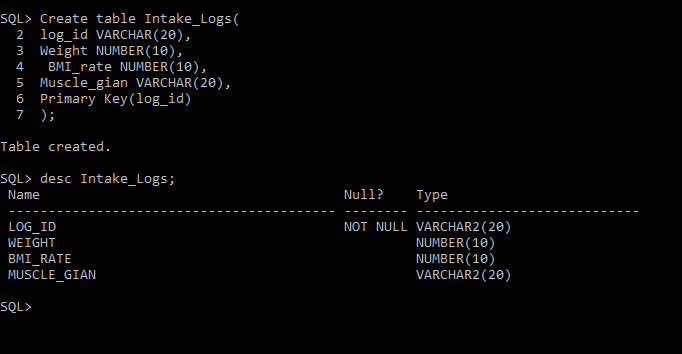 SQL> Create table Intake_Logs(
  2  log_id VARCHAR(20),
  3  Weight NUMBER(10),
  4   BMI_rate NUMBER(10),
  5  Muscle_gian VARCHAR(20),
  6  Primary Key(log_id)
  7  );
Table created.
SQL> desc Intake_Logs;
 Name                                      Null?    Type
 ----------------------------------------- -------- ----------------------------
 LOG_ID                                    NOT NULL VARCHAR2(20)
 WEIGHT                                             NUMBER(10)
 BMI_RATE                                           NUMBER(10)
 MUSCLE_GIAN                                        VARCHAR2(20)
SQL>